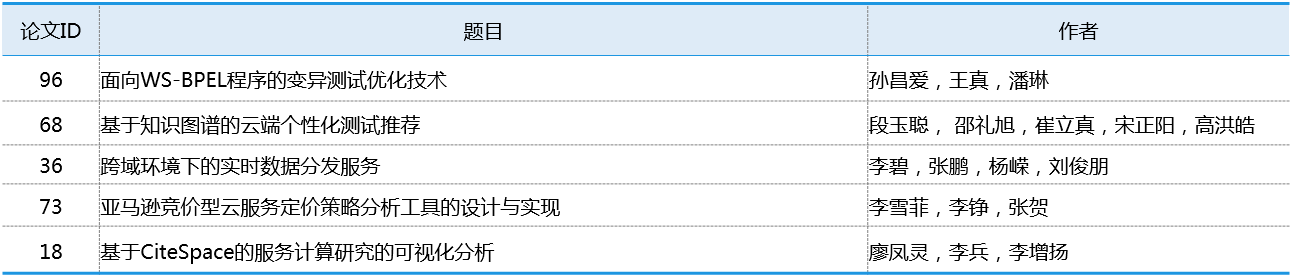 论文ID 题目 作者
96 面向WS-BPEL程序的变异测试优化技术 孙昌爱，王真，潘琳
68 基于知识图谱的云端个性化测试推荐 段玉聪， 邵礼旭，崔立真，宋正阳，高洪皓
36 跨域环境下的实时数据分发服务 李碧，张鹏，杨嵘，刘俊朋
73 亚马逊竞价型云服务定价策略分析工具的设计与实现 李雪菲，李铮，张贺
18 基于CiteSpace的服务计算研究的可视化分析 廖凤灵，李兵，李增扬